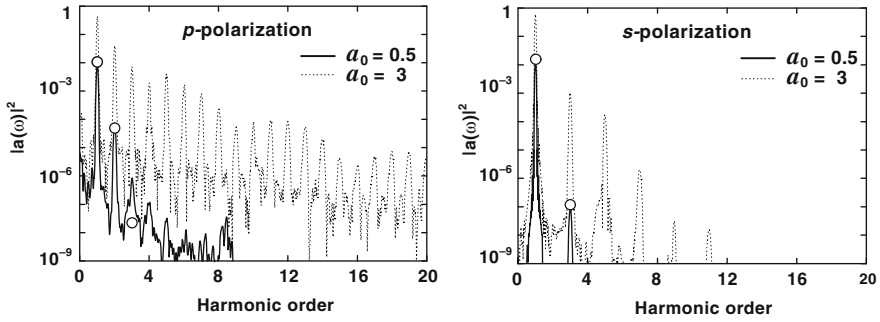 p-polarization
a₀ = 0.5
a₀ = 3
|a(ω)|²
1
10⁻³
10⁻⁶
10⁻⁹
0 4 8 12 16 20
Harmonic order
s-polarization
a₀ = 0.5
a₀ = 3
|a(ω)|²
1
10⁻³
10⁻⁶
10⁻⁹
0 4 8 12 16 20
Harmonic order